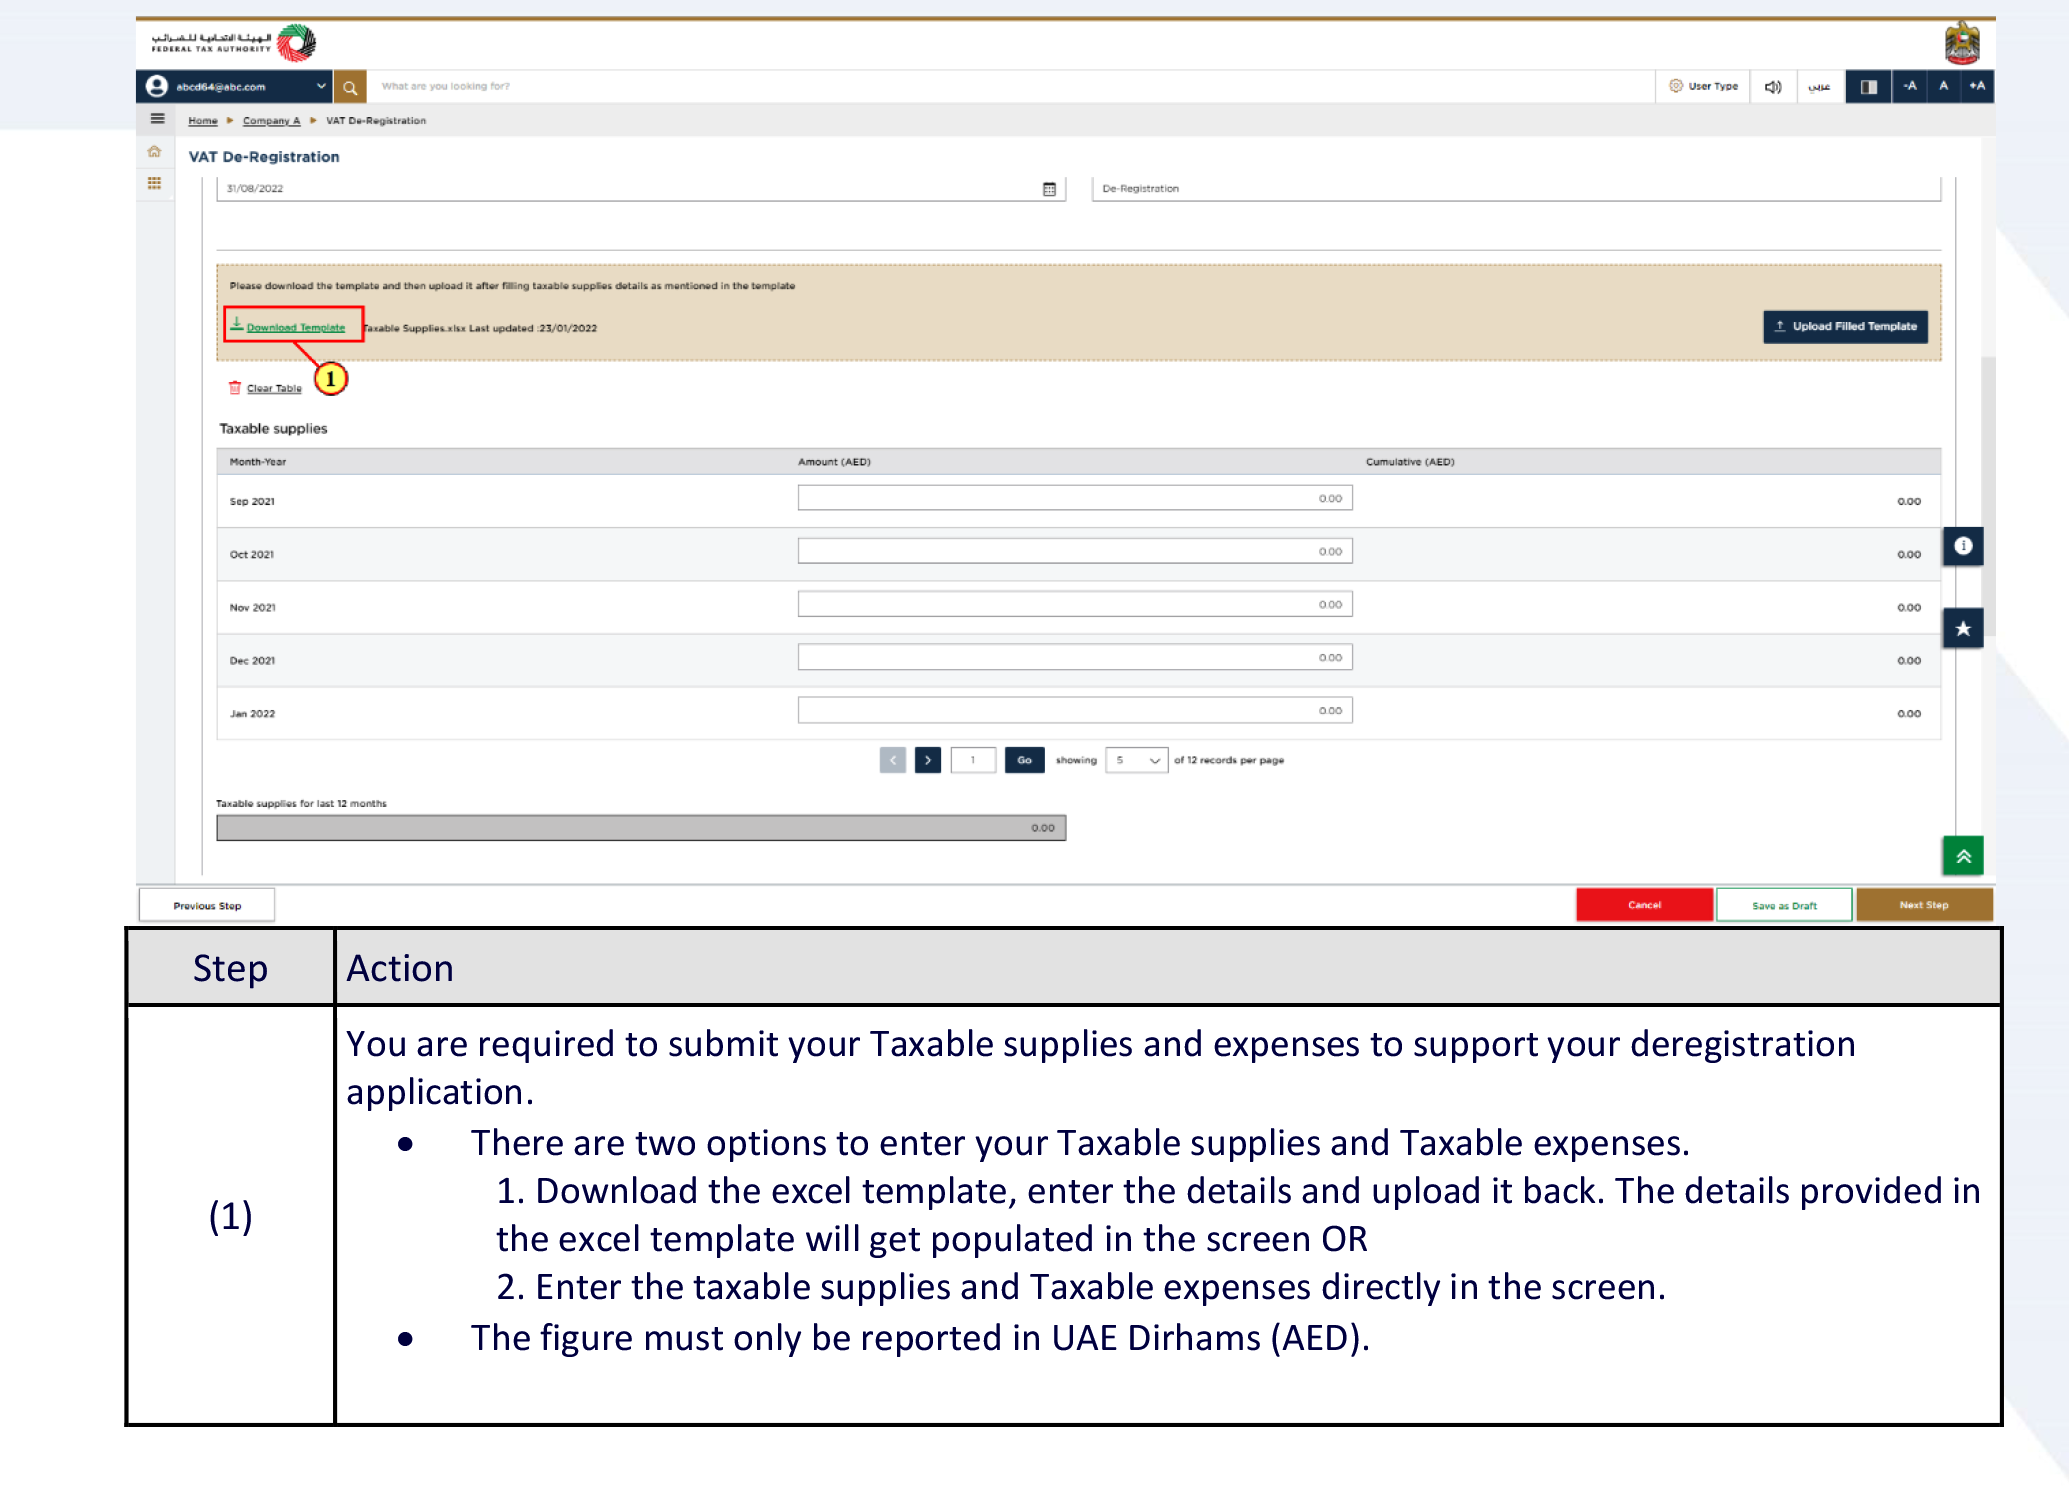 الهيئة الاتحادية للضرائب
FEDERAL TAX AUTHORITY
abcd64@abc.com
What are you looking for?
User Type
عربي
-A A +A
Home ▸ Company A ▸ VAT De-Registration
VAT De-Registration
31/08/2022 De-Registration
Please download the template and then upload it after filling taxable supplies details as mentioned in the template
Download Template Taxable Supplies.xlsx Last updated :23/01/2022 Upload Filled Template
1
Clear Table
Taxable supplies
Month-Year Amount (AED) Cumulative (AED)
Sep 2021 0.00 0.00
Oct 2021 0.00 0.00
Nov 2021 0.00 0.00
Dec 2021 0.00 0.00
Jan 2022 0.00 0.00
< > 1 Go showing 5 of 12 records per page
Taxable supplies for last 12 months
0.00
Previous Step Cancel Save as Draft Next Step
Step Action
(1)
You are required to submit your Taxable supplies and expenses to support your deregistration
application.
• There are two options to enter your Taxable supplies and Taxable expenses.
1. Download the excel template, enter the details and upload it back. The details provided in
the excel template will get populated in the screen OR
2. Enter the taxable supplies and Taxable expenses directly in the screen.
• The figure must only be reported in UAE Dirhams (AED).